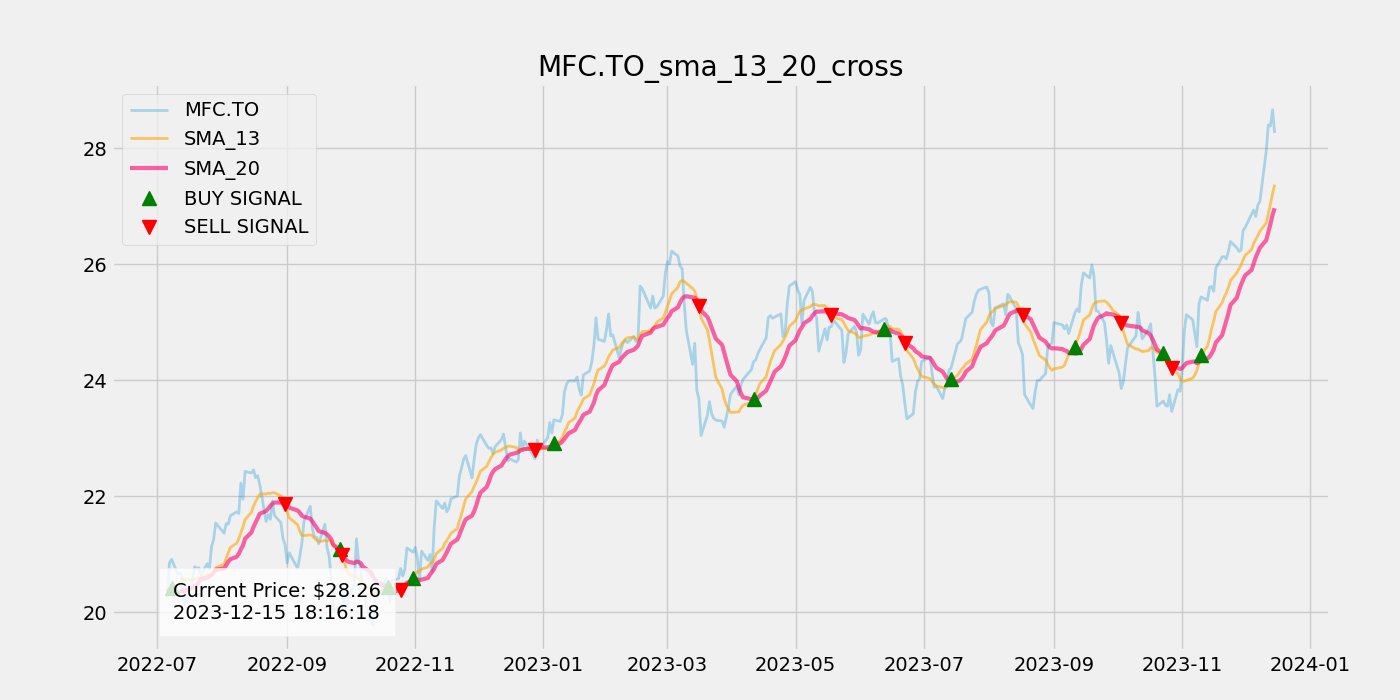 MFC.TO_sma_13_20_cross
MFC.TO
SMA_13
SMA_20
BUY SIGNAL
SELL SIGNAL
28
26
24
22
20
Current Price: $28.26
2023-12-15 18:16:18
2022-07 2022-09 2022-11 2023-01 2023-03 2023-05 2023-07 2023-09 2023-11 2024-01